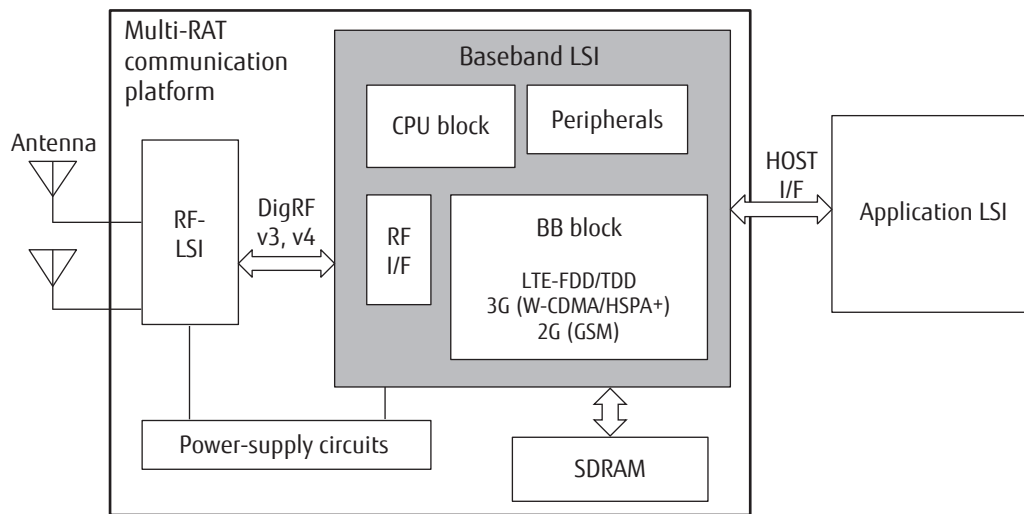 Multi-RAT
communication
platform
Baseband LSI
CPU block
Peripherals
Antenna
RF-
LSI
DigRF
v3, v4
RF
I/F
BB block
LTE-FDD/TDD
3G (W-CDMA/HSPA+)
2G (GSM)
HOST
I/F
Application LSI
Power-supply circuits
SDRAM